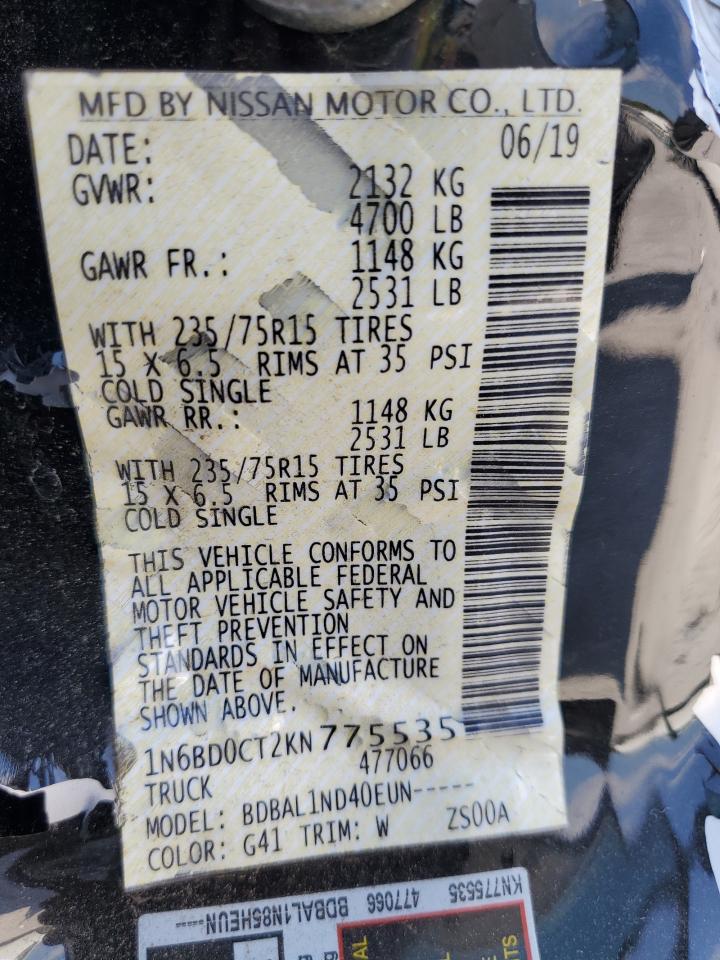 MFD BY NISSAN MOTOR CO., LTD.
DATE: 06/19
GVWR: 2132 KG
4700 LB
GAWR FR.: 1148 KG
2531 LB
WITH 235/75R15 TIRES
15 X 6.5 RIMS AT 35 PSI
COLD SINGLE
GAWR RR.: 1148 KG
2531 LB
WITH 235/75R15 TIRES
15 X 6.5 RIMS AT 35 PSI
COLD SINGLE
THIS VEHICLE CONFORMS TO
ALL APPLICABLE FEDERAL
MOTOR VEHICLE SAFETY AND
THEFT PREVENTION
STANDARDS IN EFFECT ON
THE DATE OF MANUFACTURE
SHOWN ABOVE.
1N6BD0CT2KN775535
477066
TRUCK
MODEL: BDBAL1ND40EUN-----
COLOR: G41 TRIM: W ZS00A
KN775535 477066 BDBAL1N85HEUN----